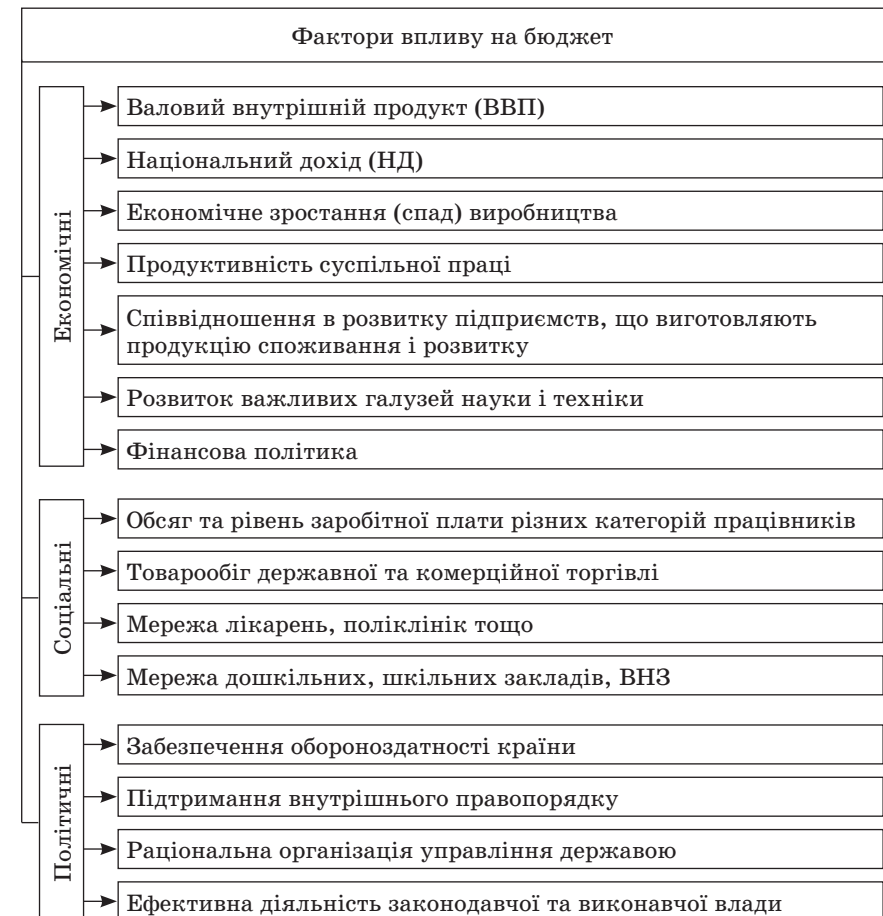 Фактори впливу на бюджет
Економічні
Валовий внутрішній продукт (ВВП)
Національний дохід (НД)
Економічне зростання (спад) виробництва
Продуктивність суспільної праці
Співвідношення в розвитку підприємств, що виготовляють
продукцію споживання і розвитку
Розвиток важливих галузей науки і техніки
Фінансова політика
Соціальні
Обсяг та рівень заробітної плати різних категорій працівників
Товарообіг державної та комерційної торгівлі
Мережа лікарень, поліклінік тощо
Мережа дошкільних, шкільних закладів, ВНЗ
Політичні
Забезпечення обороноздатності країни
Підтримання внутрішнього правопорядку
Раціональна організація управління державою
Ефективна діяльність законодавчої та виконавчої влади